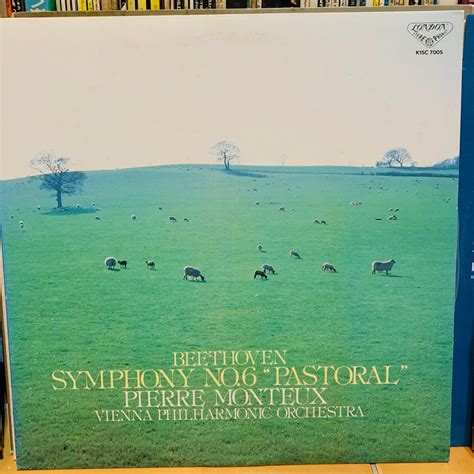 LONDON
K15C 7005
BEETHOVEN
SYMPHONY NO.6 "PASTORAL"
PIERRE MONTEUX
VIENNA PHILHARMONIC ORCHESTRA